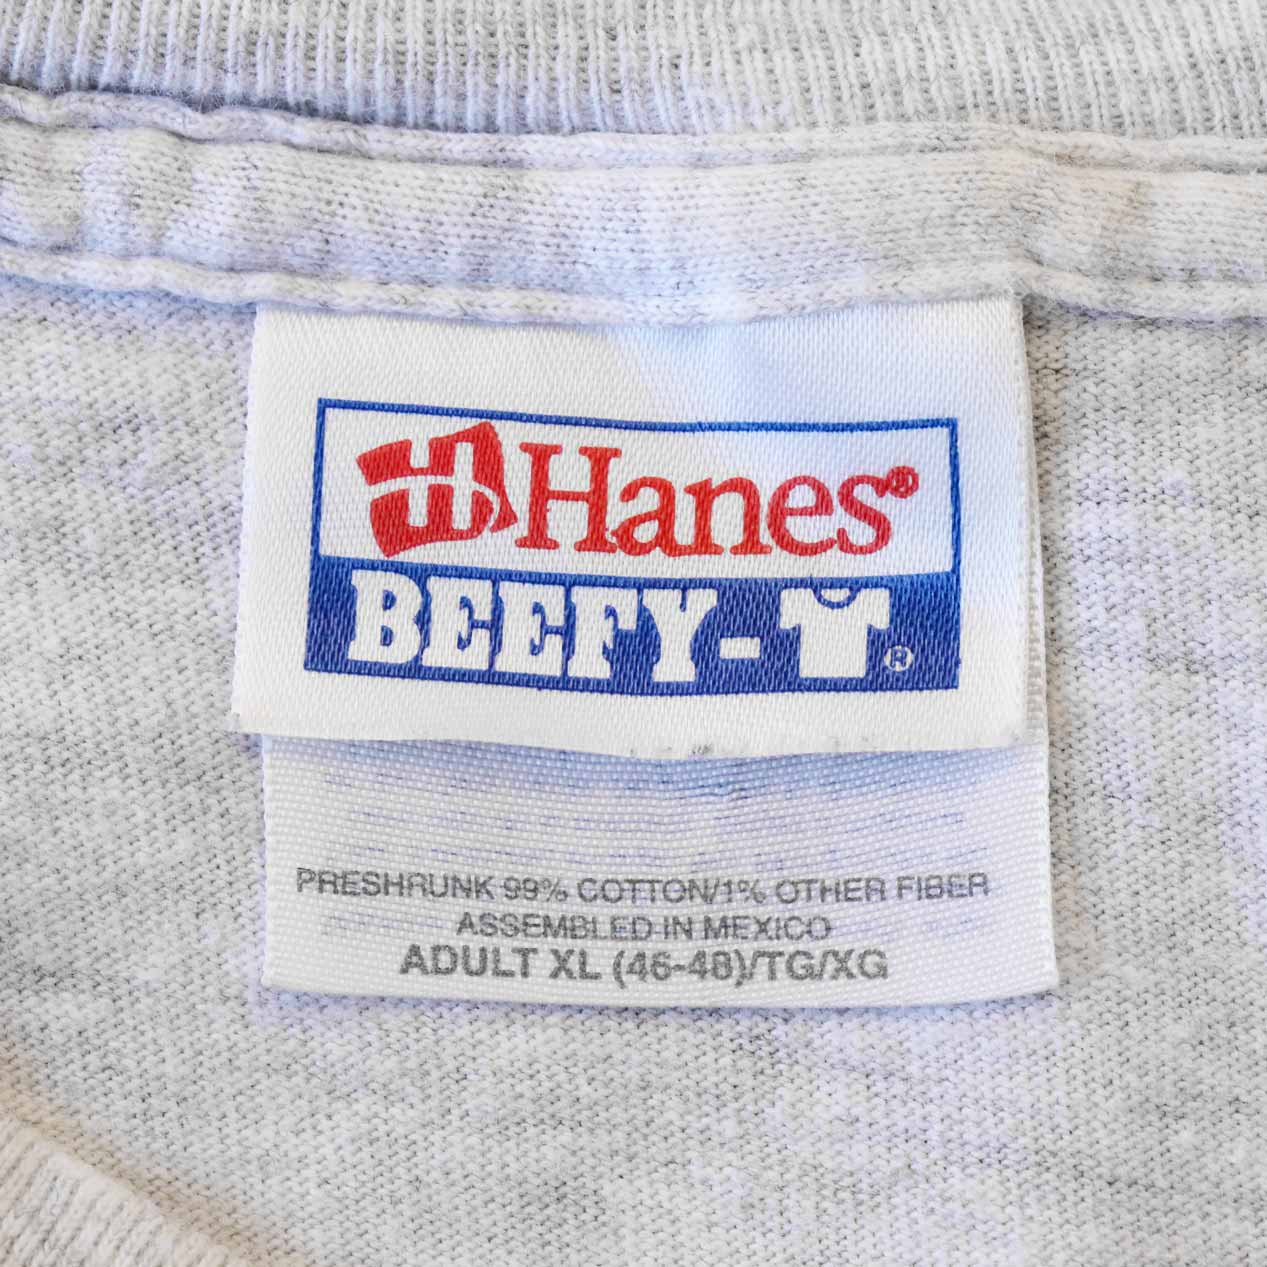 H Hanes®
BEEFY-T ®
PRESHRUNK 99% COTTON/1% OTHER FIBER
ASSEMBLED IN MEXICO
ADULT XL (46-48)/TG/XG